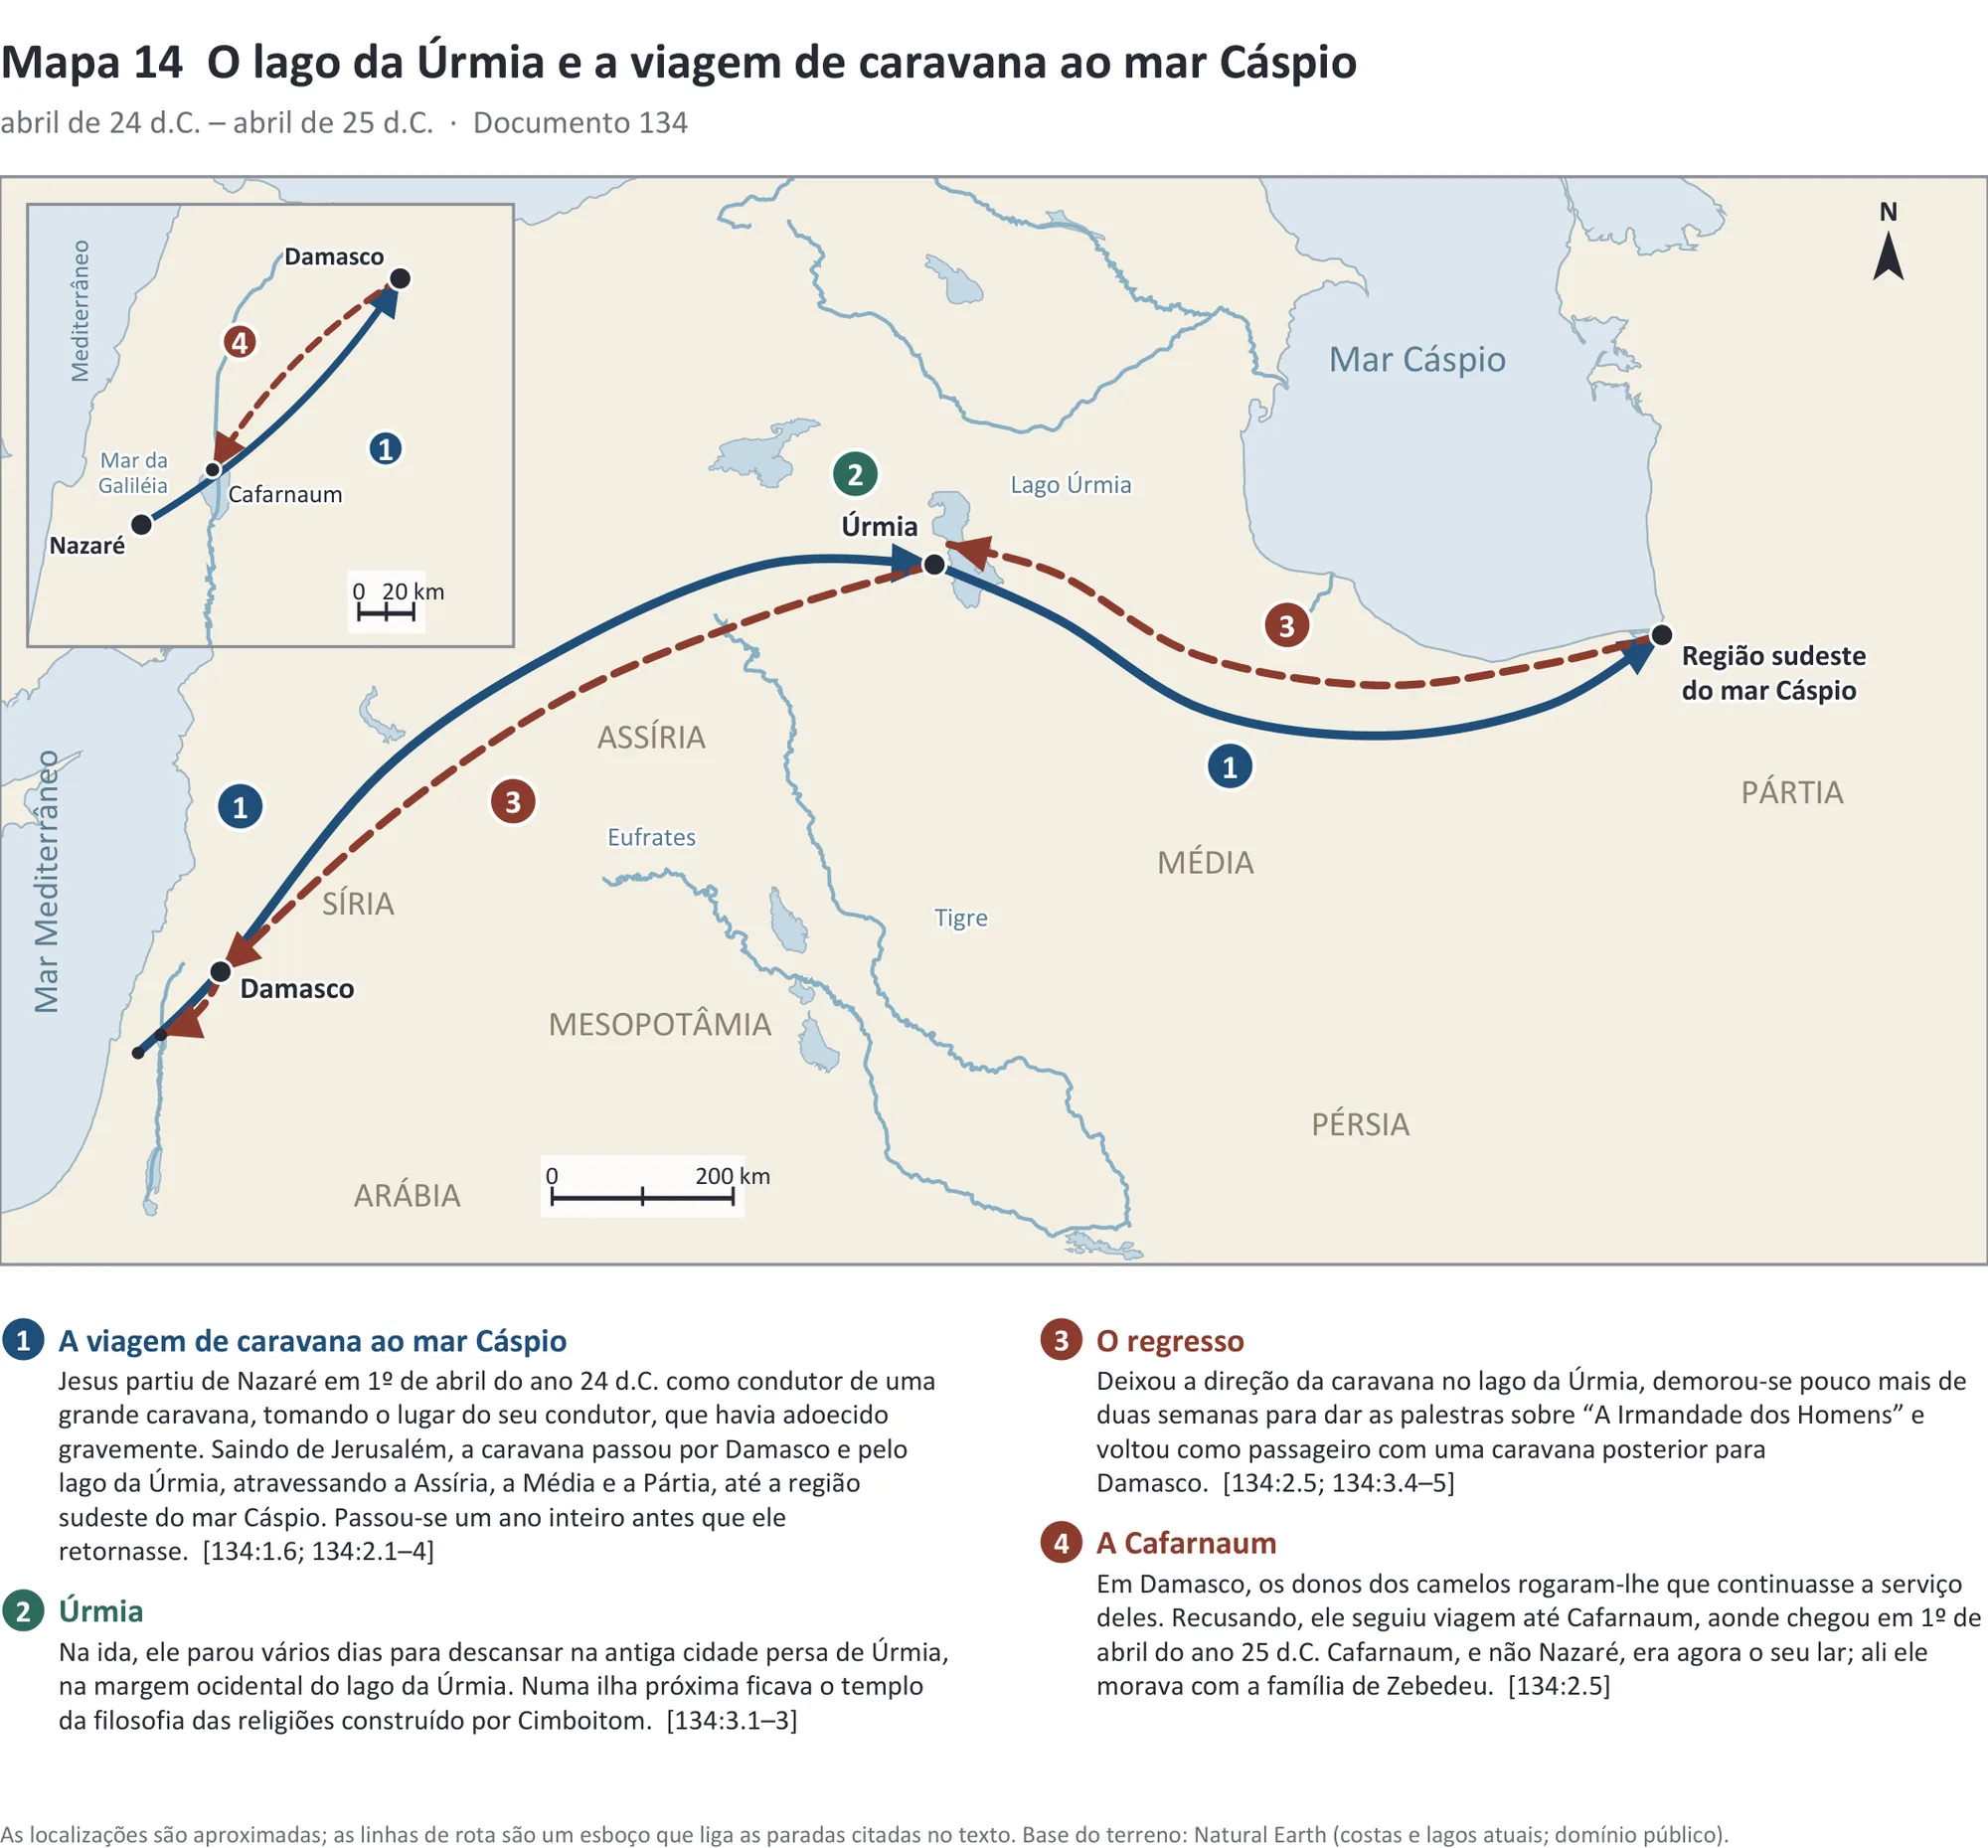 Mapa 14  O lago da Úrmia e a viagem de caravana ao mar Cáspio
abril de 24 d.C. – abril de 25 d.C.  ·  Documento 134
N
Mediterrâneo
Damasco
4
1
Mar da
Galiléia
Cafarnaum
Nazaré
0 20 km
Mar Cáspio
2
Lago Úrmia
Úrmia
3
Região sudeste
do mar Cáspio
1
ASSÍRIA
PÁRTIA
Mar Mediterrâneo
1
3
Eufrates
MÉDIA
SÍRIA
Tigre
Damasco
MESOPOTÂMIA
PÉRSIA
ARÁBIA
0 200 km
1 A viagem de caravana ao mar Cáspio
Jesus partiu de Nazaré em 1º de abril do ano 24 d.C. como condutor de uma
grande caravana, tomando o lugar do seu condutor, que havia adoecido
gravemente. Saindo de Jerusalém, a caravana passou por Damasco e pelo
lago da Úrmia, atravessando a Assíria, a Média e a Pártia, até a região
sudeste do mar Cáspio. Passou-se um ano inteiro antes que ele
retornasse.  [134:1.6; 134:2.1–4]
2 Úrmia
Na ida, ele parou vários dias para descansar na antiga cidade persa de Úrmia,
na margem ocidental do lago da Úrmia. Numa ilha próxima ficava o templo
da filosofia das religiões construído por Cimboitom.  [134:3.1–3]
3 O regresso
Deixou a direção da caravana no lago da Úrmia, demorou-se pouco mais de
duas semanas para dar as palestras sobre “A Irmandade dos Homens” e
voltou como passageiro com uma caravana posterior para
Damasco.  [134:2.5; 134:3.4–5]
4 A Cafarnaum
Em Damasco, os donos dos camelos rogaram-lhe que continuasse a serviço
deles. Recusando, ele seguiu viagem até Cafarnaum, aonde chegou em 1º de
abril do ano 25 d.C. Cafarnaum, e não Nazaré, era agora o seu lar; ali ele
morava com a família de Zebedeu.  [134:2.5]
As localizações são aproximadas; as linhas de rota são um esboço que liga as paradas citadas no texto. Base do terreno: Natural Earth (costas e lagos atuais; domínio público).